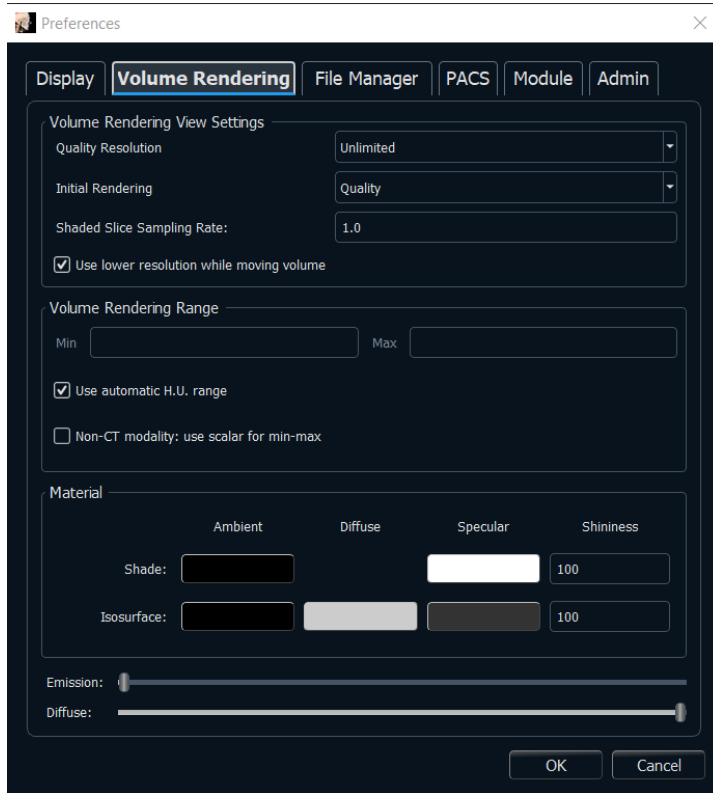 Preferences
Display Volume Rendering File Manager PACS Module Admin
Volume Rendering View Settings
Quality Resolution Unlimited
Initial Rendering Quality
Shaded Slice Sampling Rate: 1.0
Use lower resolution while moving volume
Volume Rendering Range
Min Max
Use automatic H.U. range
Non-CT modality: use scalar for min-max
Material
Ambient Diffuse Specular Shininess
Shade: 100
Isosurface: 100
Emission:
Diffuse:
OK Cancel